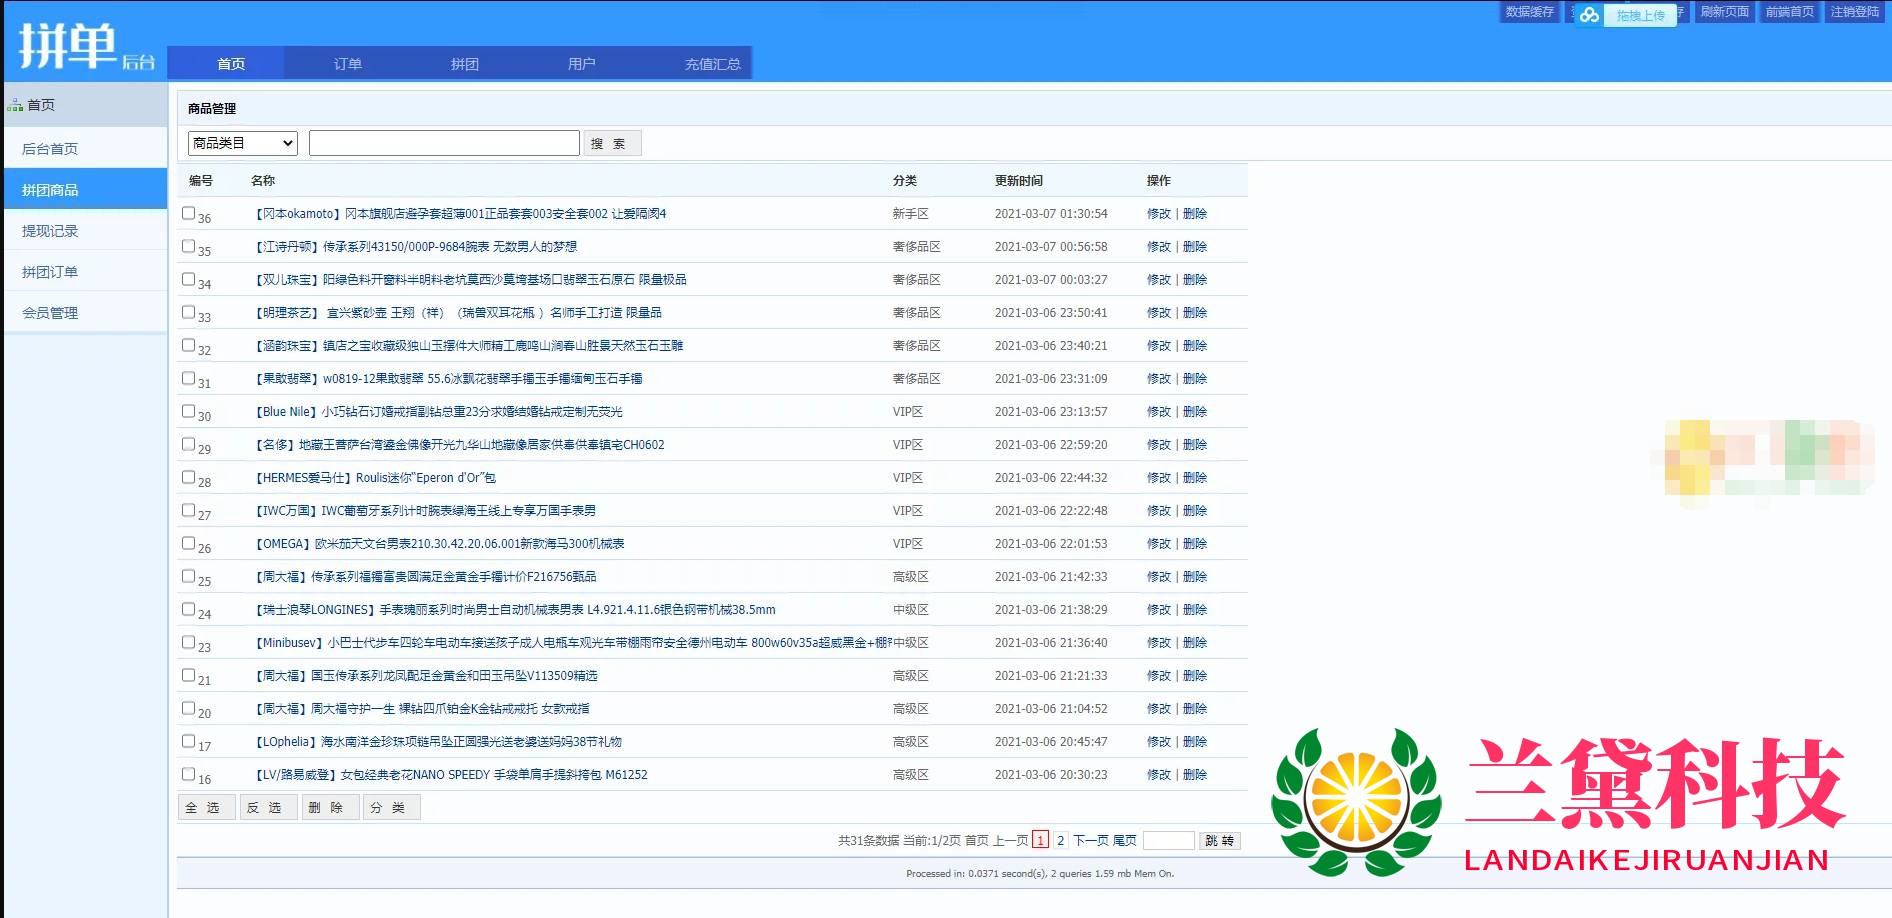 数据缓存 拖拽上传 刷新页面 前端首页 注销登陆
拼单后台
首页 订单 拼团 用户 充值汇总
首页
后台首页
拼团商品
提现记录
拼团订单
会员管理
商品管理
商品类目 搜 索
编号 名称 分类 更新时间 操作
36 【冈本okamoto】冈本旗舰店避孕套超薄001正品套套003安全套002 让爱隔阂4 新手区 2021-03-07 01:30:54 修改 | 删除
35 【江诗丹顿】传承系列43150/000P-9684腕表 无数男人的梦想 奢侈品区 2021-03-07 00:56:58 修改 | 删除
34 【双儿珠宝】阳绿色料开窗料半明料老坑莫西沙莫垮基场口翡翠玉石原石 限量极品 奢侈品区 2021-03-07 00:03:27 修改 | 删除
33 【明理茶艺】 宜兴紫砂壶 王翔（祥）（瑞兽双耳花瓶 ）名师手工打造 限量品 奢侈品区 2021-03-06 23:50:41 修改 | 删除
32 【涵韵珠宝】镇店之宝收藏级独山玉摆件大师精工鹿鸣山涧春山胜景天然玉石玉雕 奢侈品区 2021-03-06 23:40:21 修改 | 删除
31 【果敢翡翠】w0819-12果敢翡翠 55.6冰飘花翡翠手镯玉手镯缅甸玉石手镯 奢侈品区 2021-03-06 23:31:09 修改 | 删除
30 【Blue Nile】小巧钻石订婚戒指副钻总重23分求婚结婚钻戒定制无荧光 VIP区 2021-03-06 23:13:57 修改 | 删除
29 【名侈】地藏王菩萨台湾鎏金佛像开光九华山地藏像居家供奉供奉镇宅CH0602 VIP区 2021-03-06 22:59:20 修改 | 删除
28 【HERMES爱马仕】Roulis迷你“Eperon d'Or”包 VIP区 2021-03-06 22:44:32 修改 | 删除
27 【IWC万国】IWC葡萄牙系列计时腕表绿海王线上专享万国手表男 VIP区 2021-03-06 22:22:48 修改 | 删除
26 【OMEGA】欧米茄天文台男表210.30.42.20.06.001新款海马300机械表 VIP区 2021-03-06 22:01:53 修改 | 删除
25 【周大福】传承系列福镯富贵圆满足金黄金手镯计价F216756甄品 高级区 2021-03-06 21:42:33 修改 | 删除
24 【瑞士浪琴LONGINES】手表瑰丽系列时尚男士自动机械表男表 L4.921.4.11.6银色钢带机械38.5mm 中级区 2021-03-06 21:38:29 修改 | 删除
23 【Minibusev】小巴士代步车四轮车电动车接送孩子成人电瓶车观光车带棚雨帘安全德州电动车 800w60v35a超威黑金+棚 中级区 2021-03-06 21:36:40 修改 | 删除
21 【周大福】国玉传承系列龙凤配足金黄金和田玉吊坠V113509精选 高级区 2021-03-06 21:21:33 修改 | 删除
20 【周大福】周大福守护一生 裸钻四爪铂金K金钻戒戒托 女款戒指 高级区 2021-03-06 21:04:52 修改 | 删除
17 【LOphelia】海水南洋金珍珠项链吊坠正圆强光送老婆送妈妈38节礼物 高级区 2021-03-06 20:45:47 修改 | 删除
16 【LV/路易威登】女包经典老花NANO SPEEDY 手袋单肩手提斜挎包 M61252 高级区 2021-03-06 20:30:23 修改 | 删除
全 选 反 选 删 除 分 类
共31条数据 当前:1/2页 首页 上一页 1 2 下一页 尾页 跳 转
Processed in: 0.0371 second(s), 2 queries 1.59 mb Mem On.
兰黛科技
LANDAIKEJIRUANJIAN